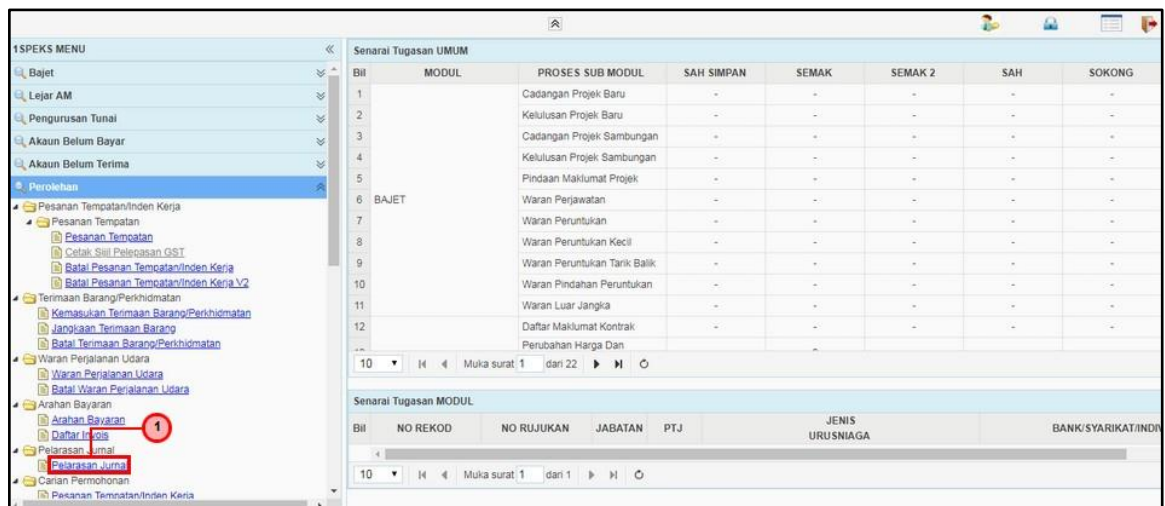 1SPEKS MENU
Bajet
Lejar AM
Pengurusan Tunai
Akaun Belum Bayar
Akaun Belum Terima
Perolehan
Pesanan Tempatan/Inden Kerja
Pesanan Tempatan
Pesanan Tempatan
Cetak Sijil Pelepasan GST
Batal Pesanan Tempatan/Inden Kerja
Batal Pesanan Tempatan/Inden Kerja V2
Terimaan Barang/Perkhidmatan
Kemasukan Terimaan Barang/Perkhidmatan
Jangkaan Terimaan Barang
Batal Terimaan Barang/Perkhidmatan
Waran Perjalanan Udara
Waran Perjalanan Udara
Batal Waran Perjalanan Udara
Arahan Bayaran
Arahan Bayaran
Daftar Invois
1
Pelarasan Jurnal
Pelarasan Jurnal
Carian Permohonan
Pesanan Tempatan/Inden Kerja
Senarai Tugasan UMUM
Bil MODUL PROSES SUB MODUL SAH SIMPAN SEMAK SEMAK 2 SAH SOKONG
1 Cadangan Projek Baru - - - - -
2 Kelulusan Projek Baru - - - - -
3 Cadangan Projek Sambungan - - - - -
4 Kelulusan Projek Sambungan - - - - -
5 Pindaan Maklumat Projek - - - - -
6 BAJET Waran Perjawatan - - - - -
7 Waran Peruntukan - - - - -
8 Waran Peruntukan Kecil - - - - -
9 Waran Peruntukan Tarik Balik - - - - -
10 Waran Pindahan Peruntukan - - - - -
11 Waran Luar Jangka - - - - -
12 Daftar Maklumat Kontrak - - - - -
Perubahan Harga Dan
10 Muka surat 1 dari 22
Senarai Tugasan MODUL
Bil NO REKOD NO RUJUKAN JABATAN PTJ JENIS URUSNIAGA BANK/SYARIKAT/INDIV
10 Muka surat 1 dari 1